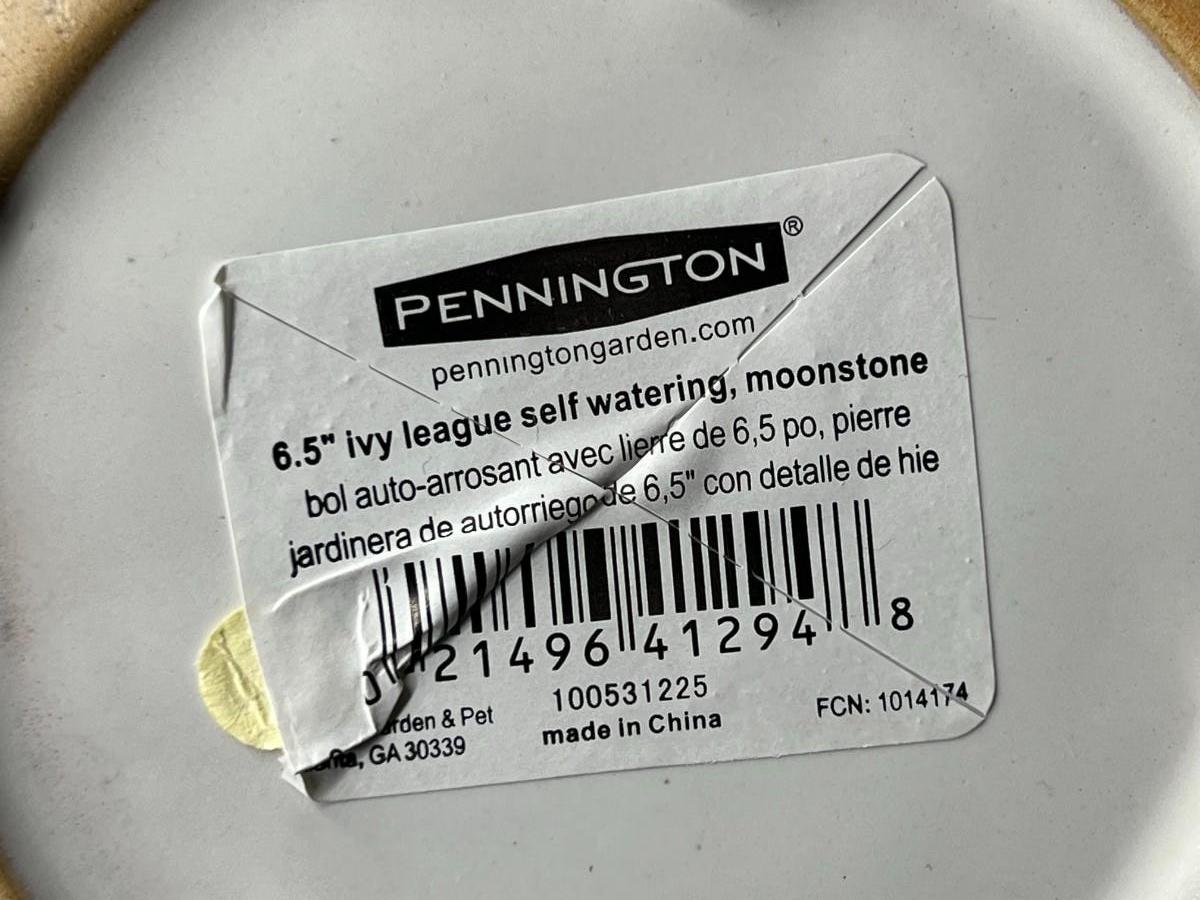 PENNINGTON®
penningtongarden.com
6.5" ivy league self watering, moonstone
bol auto-arrosant avec lierre de 6,5 po, pierre
jardinera de autorriego de 6,5" con detalle de hie
0 21496 41294 8
100531225
FCN: 1014174
& Pet
made in China
GA 30339